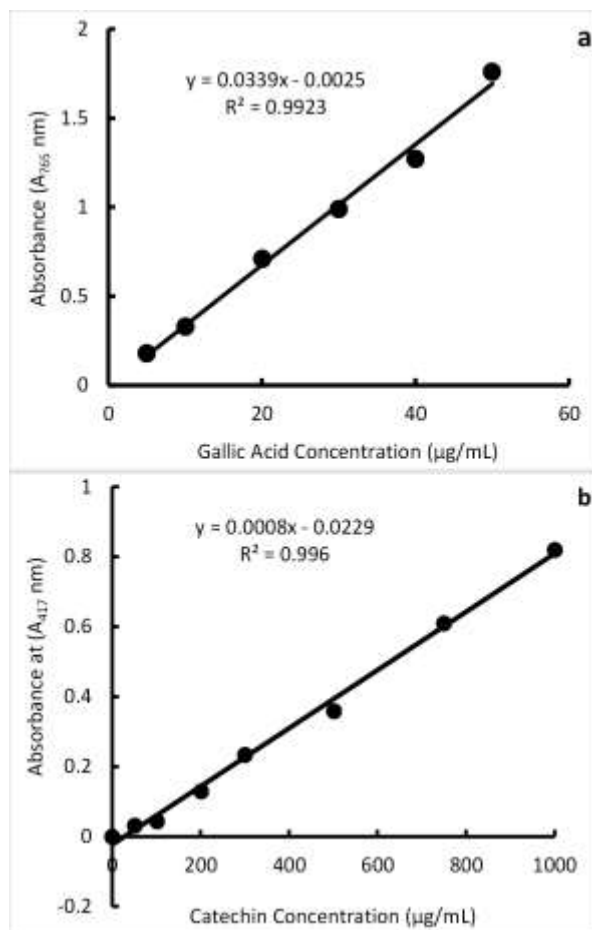 a
2
y = 0.0339x - 0.0025
R² = 0.9923
1.5
1
0.5
0
Absorbance (A₇₆₅ nm)
0 20 40 60
Gallic Acid Concentration (µg/mL)
b
1
y = 0.0008x - 0.0229
R² = 0.996
0.8
0.6
0.4
0.2
0
-0.2
Absorbance at (A₄₁₇ nm)
0 200 400 600 800 1000
Catechin Concentration (µg/mL)